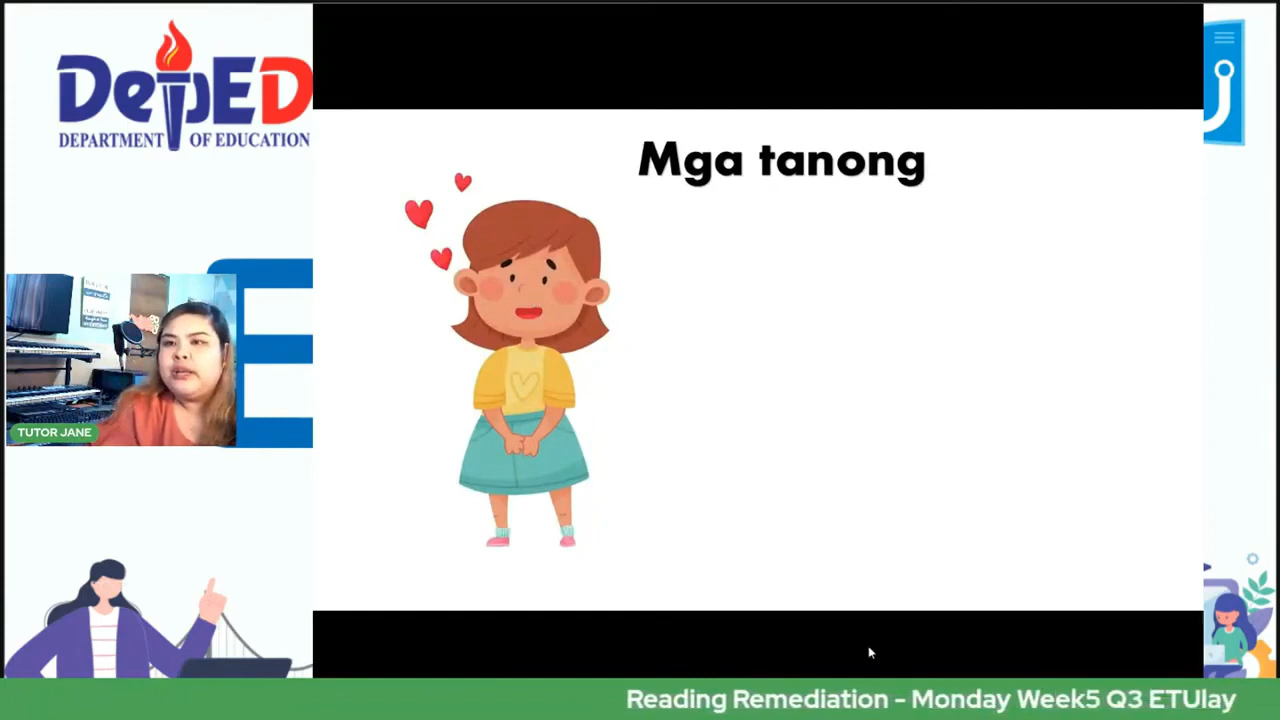 DepED
DEPARTMENT OF EDUCATION
Mga tanong
TUTOR JANE
Reading Remediation - Monday Week5 Q3 ETUlay